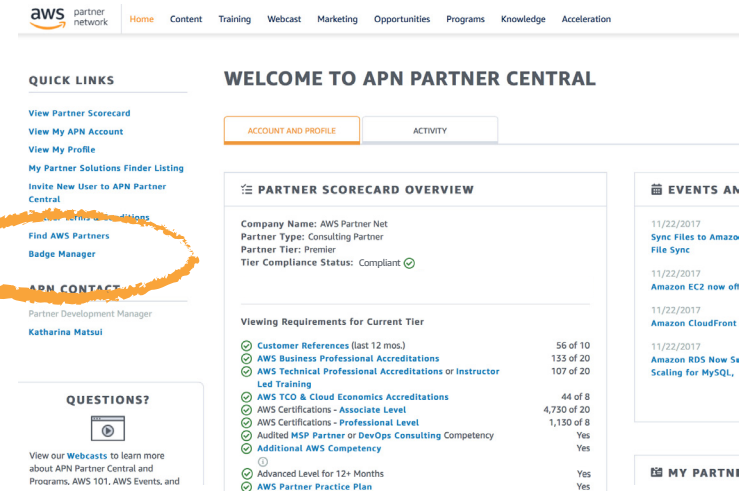 aws partner network
Home Content Training Webcast Marketing Opportunities Programs Knowledge Acceleration
QUICK LINKS
View Partner Scorecard
View My APN Account
View My Profile
My Partner Solutions Finder Listing
Invite New User to APN Partner
Central
Terms & Conditions
Find AWS Partners
Badge Manager
APN CONTACT
Partner Development Manager
Katharina Matsui
QUESTIONS?
View our Webcasts to learn more
about APN Partner Central and
Programs, AWS 101, AWS Events, and
WELCOME TO APN PARTNER CENTRAL
ACCOUNT AND PROFILE ACTIVITY
PARTNER SCORECARD OVERVIEW
Company Name: AWS Partner Net
Partner Type: Consulting Partner
Partner Tier: Premier
Tier Compliance Status: Compliant
Viewing Requirements for Current Tier
Customer References (last 12 mos.) 56 of 10
AWS Business Professional Accreditations 133 of 20
AWS Technical Professional Accreditations or Instructor 107 of 20
Led Training
AWS TCO & Cloud Economics Accreditations 44 of 8
AWS Certifications - Associate Level 4,730 of 20
AWS Certifications - Professional Level 1,130 of 8
Audited MSP Partner or DevOps Consulting Competency Yes
Additional AWS Competency Yes
Advanced Level for 12+ Months Yes
AWS Partner Practice Plan Yes
EVENTS
11/22/2017
Sync Files to
File Sync
11/22/2017
Amazon EC2 now
11/22/2017
Amazon CloudFront
11/22/2017
Amazon RDS Now
Scaling for MySQL,
MY